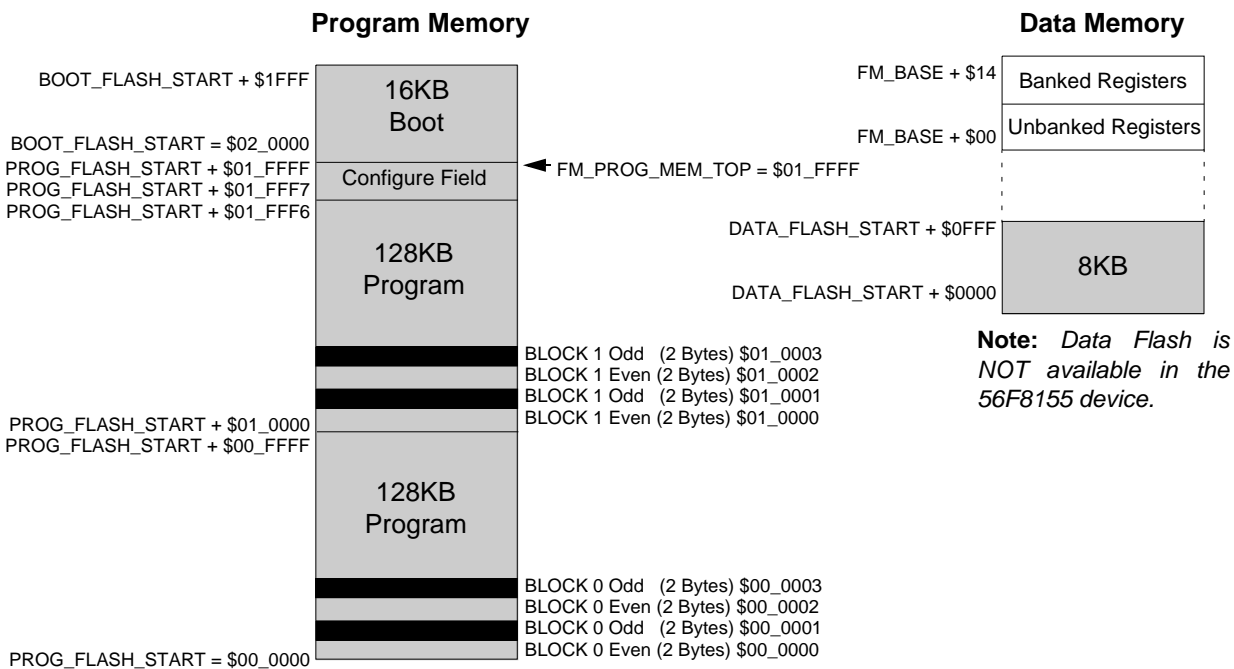 Program Memory
BOOT_FLASH_START + $1FFF
16KB
Boot
BOOT_FLASH_START = $02_0000
PROG_FLASH_START + $01_FFFF
FM_PROG_MEM_TOP = $01_FFFF
Configure Field
PROG_FLASH_START + $01_FFF7
PROG_FLASH_START + $01_FFF6
128KB
Program
BLOCK 1 Odd (2 Bytes) $01_0003
BLOCK 1 Even (2 Bytes) $01_0002
BLOCK 1 Odd (2 Bytes) $01_0001
BLOCK 1 Even (2 Bytes) $01_0000
PROG_FLASH_START + $01_0000
PROG_FLASH_START + $00_FFFF
128KB
Program
BLOCK 0 Odd (2 Bytes) $00_0003
BLOCK 0 Even (2 Bytes) $00_0002
BLOCK 0 Odd (2 Bytes) $00_0001
BLOCK 0 Even (2 Bytes) $00_0000
PROG_FLASH_START = $00_0000
Data Memory
FM_BASE + $14
Banked Registers
Unbanked Registers
FM_BASE + $00
DATA_FLASH_START + $0FFF
8KB
DATA_FLASH_START + $0000
Note: Data Flash is
NOT available in the
56F8155 device.